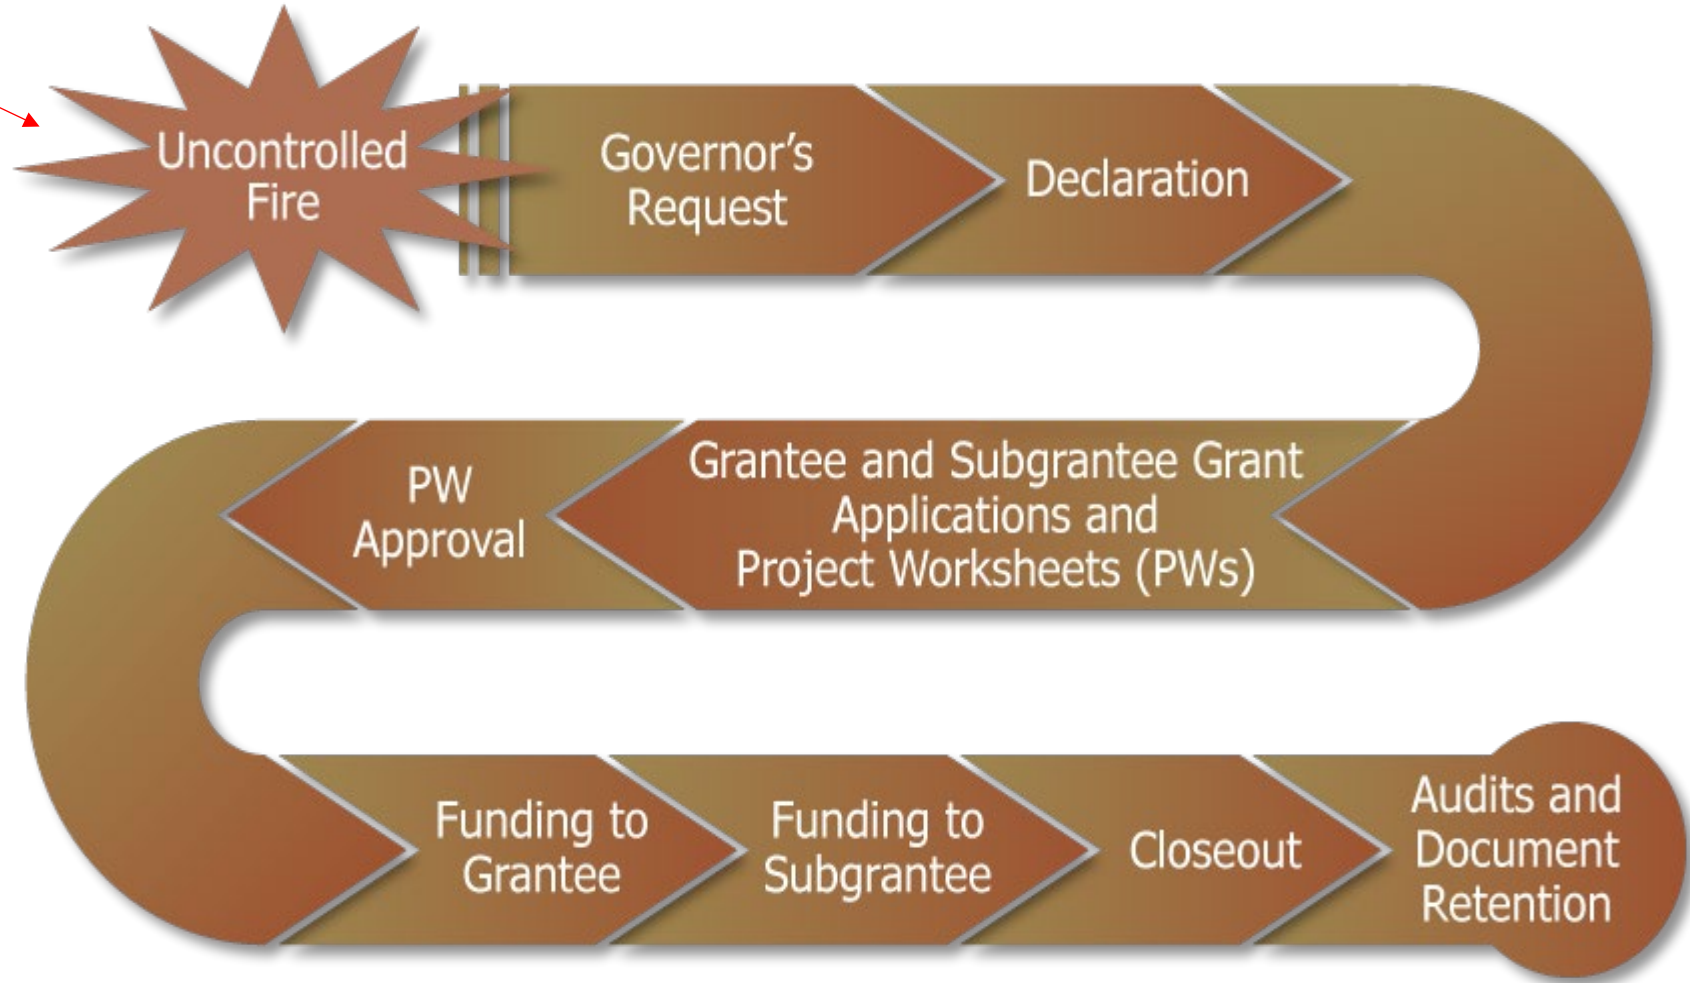 Uncontrolled
Fire
Governor’s
Request
Declaration
Grantee and Subgrantee Grant
Applications and
Project Worksheets (PWs)
PW
Approval
Funding to
Grantee
Funding to
Subgrantee
Closeout
Audits and
Document
Retention